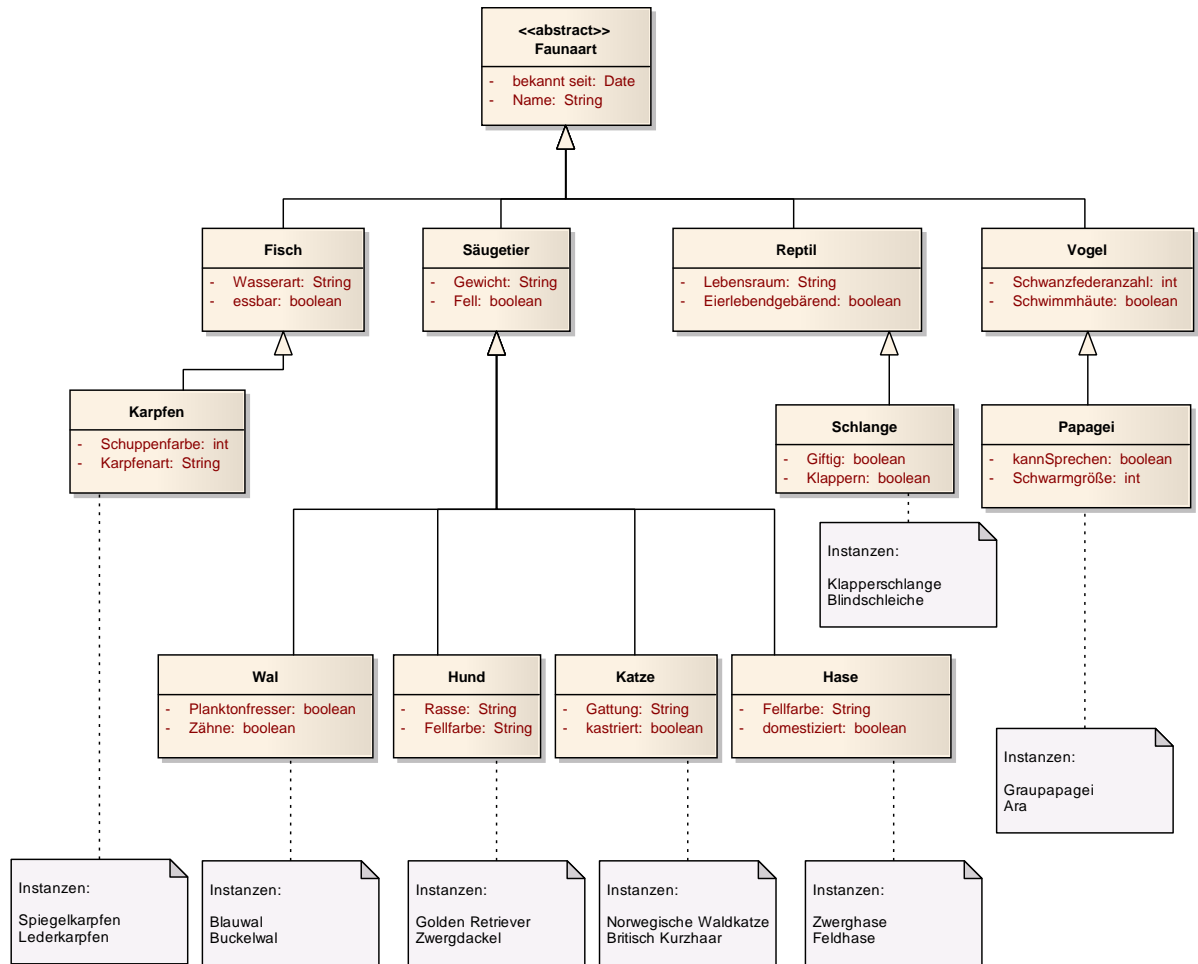 <<abstract>>
Faunaart
- bekannt seit: Date
- Name: String
Fisch
- Wasserart: String
- essbar: boolean
Säugetier
- Gewicht: String
- Fell: boolean
Reptil
- Lebensraum: String
- Eierlebendgebärend: boolean
Vogel
- Schwanzfederanzahl: int
- Schwimmhäute: boolean
Karpfen
- Schuppenfarbe: int
- Karpfenart: String
Schlange
- Giftig: boolean
- Klappern: boolean
Papagei
- kannSprechen: boolean
- Schwarmgröße: int
Instanzen:
Klapperschlange
Blindschleiche
Wal
- Planktonfresser: boolean
- Zähne: boolean
Hund
- Rasse: String
- Fellfarbe: String
Katze
- Gattung: String
- kastriert: boolean
Hase
- Fellfarbe: String
- domestiziert: boolean
Instanzen:
Graupapagei
Ara
Instanzen:
Spiegelkarpfen
Lederkarpfen
Instanzen:
Blauwal
Buckelwal
Instanzen:
Golden Retriever
Zwergdackel
Instanzen:
Norwegische Waldkatze
Britisch Kurzhaar
Instanzen:
Zwerghase
Feldhase